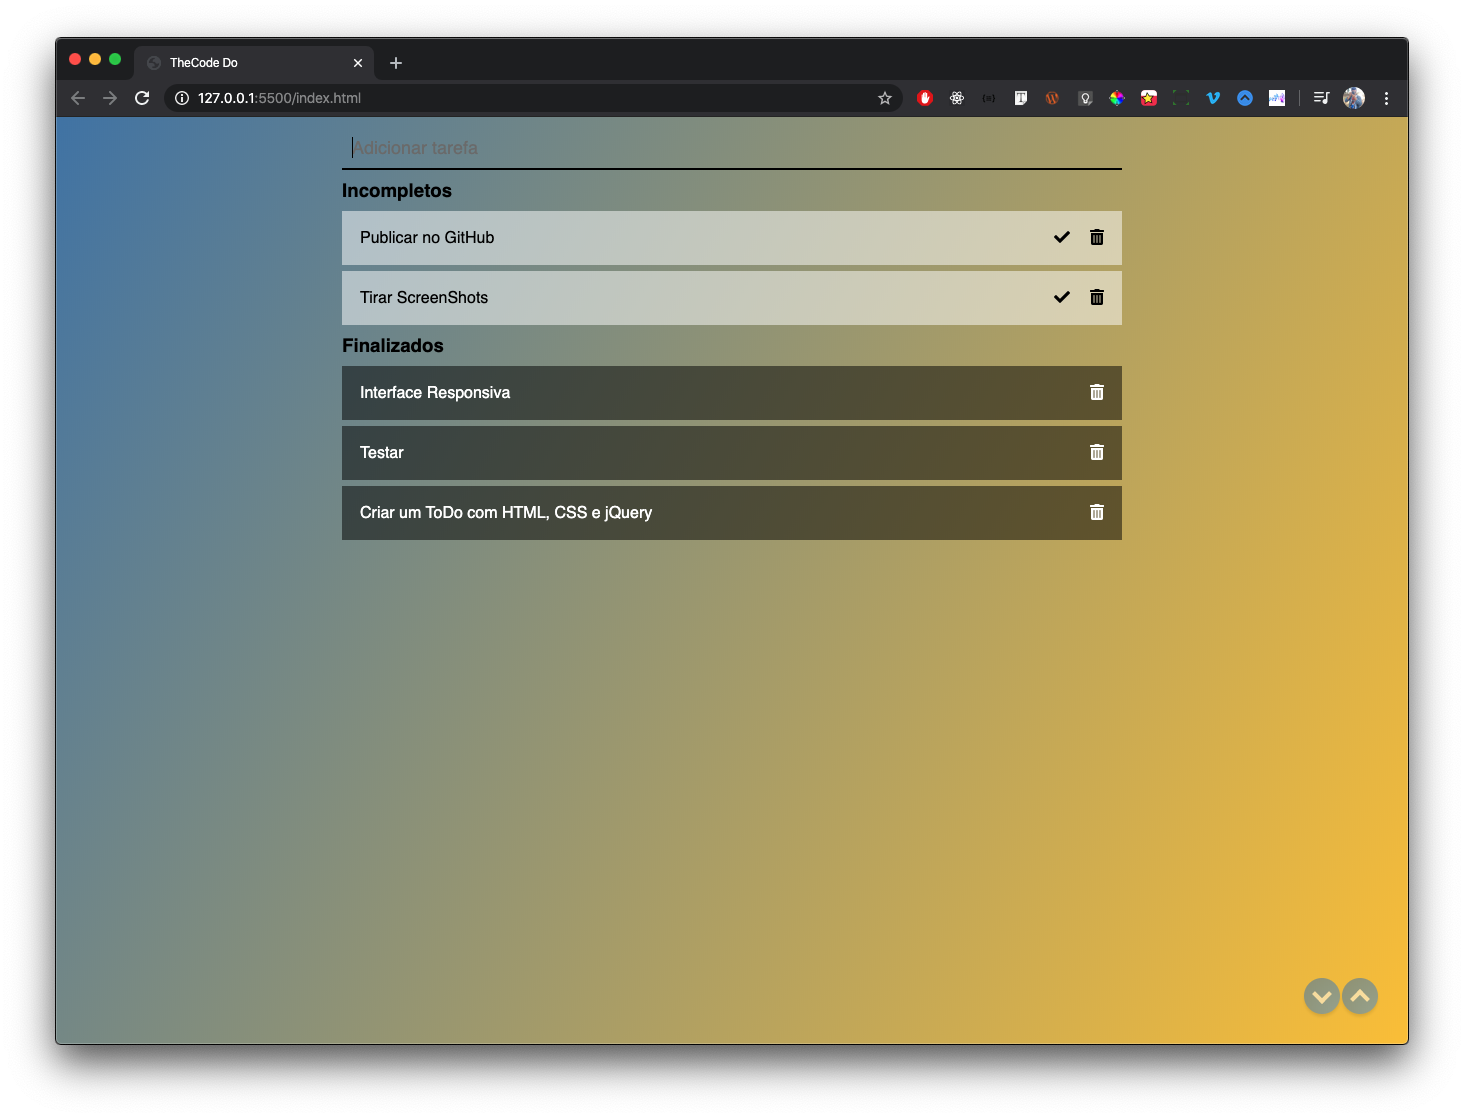 TheCode Do
127.0.0.1:5500/index.html
Adicionar tarefa
Incompletos
Publicar no GitHub
Tirar ScreenShots
Finalizados
Interface Responsiva
Testar
Criar um ToDo com HTML, CSS e jQuery